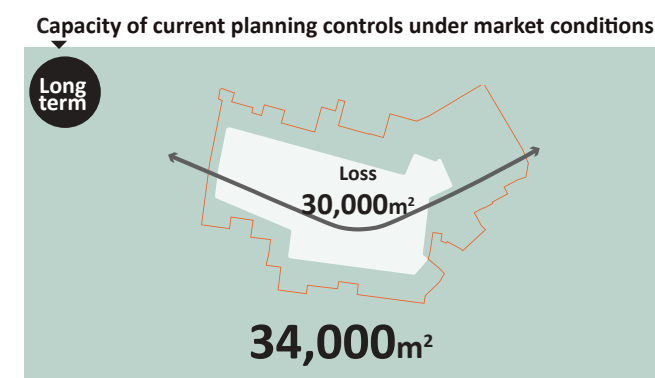 Capacity of current planning controls under market conditions
Long
term
Loss
30,000m²
34,000m²